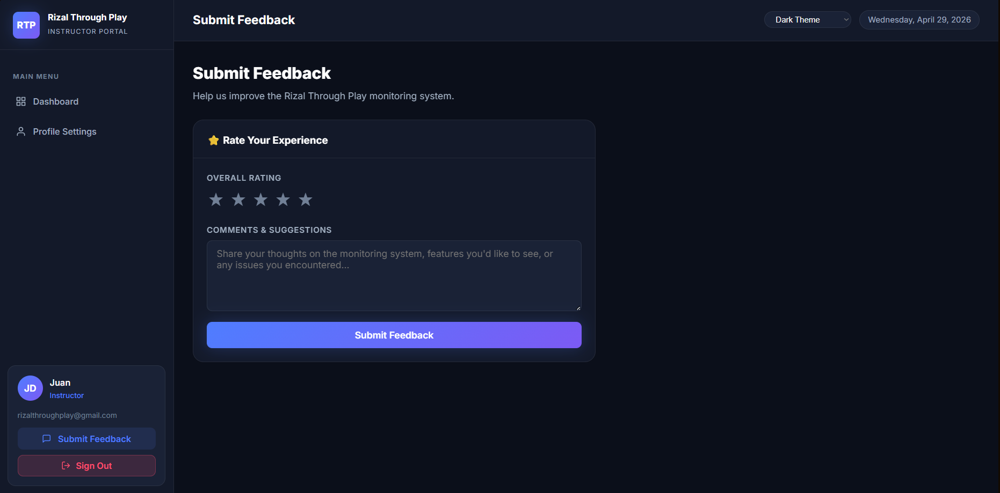 RTP
Rizal Through Play
INSTRUCTOR PORTAL
MAIN MENU
Dashboard
Profile Settings
JD
Juan
Instructor
rizalthroughplay@gmail.com
Submit Feedback
Sign Out
Submit Feedback
Dark Theme
Wednesday, April 29, 2026
Submit Feedback
Help us improve the Rizal Through Play monitoring system.
Rate Your Experience
OVERALL RATING
COMMENTS & SUGGESTIONS
Share your thoughts on the monitoring system, features you'd like to see, or
any issues you encountered...
Submit Feedback